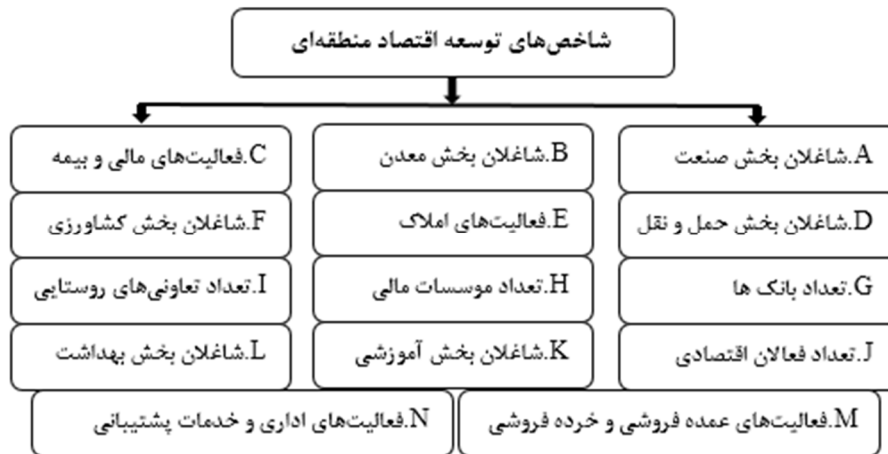 شاخص‌های توسعه اقتصاد منطقه‌ای
A.شاغلان بخش صنعت
B.شاغلان بخش معدن
C.فعالیت‌های مالی و بیمه
D.شاغلان بخش حمل و نقل
E.فعالیت‌های املاک
F.شاغلان بخش کشاورزی
G.تعداد بانک ها
H.تعداد موسسات مالی
I.تعداد تعاونی‌های روستایی
J.تعداد فعالان اقتصادی
K.شاغلان بخش آموزشی
L.شاغلان بخش بهداشت
M.فعالیت‌های عمده فروشی و خرده فروشی
N.فعالیت‌های اداری و خدمات پشتیبانی